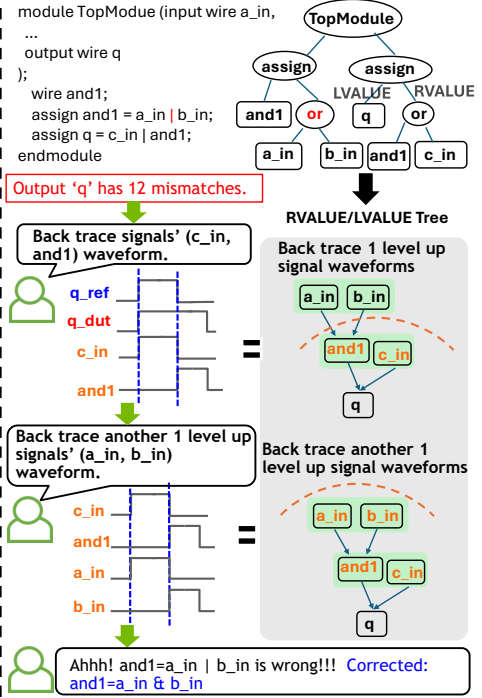 module TopModue (input wire a_in,
...
output wire q
);
wire and1;
assign and1 = a_in | b_in;
assign q = c_in | and1;
endmodule
TopModule
assign
assign
LVALUE
RVALUE
and1
or
q
or
a_in
b_in
and1
c_in
Output ‘q’ has 12 mismatches.
RVALUE/LVALUE Tree
Back trace signals’ (c_in,
and1) waveform.
q_ref
q_dut
c_in
and1
=
Back trace 1 level up
signal waveforms
a_in
b_in
and1
c_in
q
Back trace another 1 level up
signals’ (a_in, b_in)
waveform.
c_in
and1
a_in
b_in
=
Back trace another 1
level up signal waveforms
a_in
b_in
and1
c_in
q
Ahhh! and1=a_in | b_in is wrong!!! Corrected:
and1=a_in & b_in